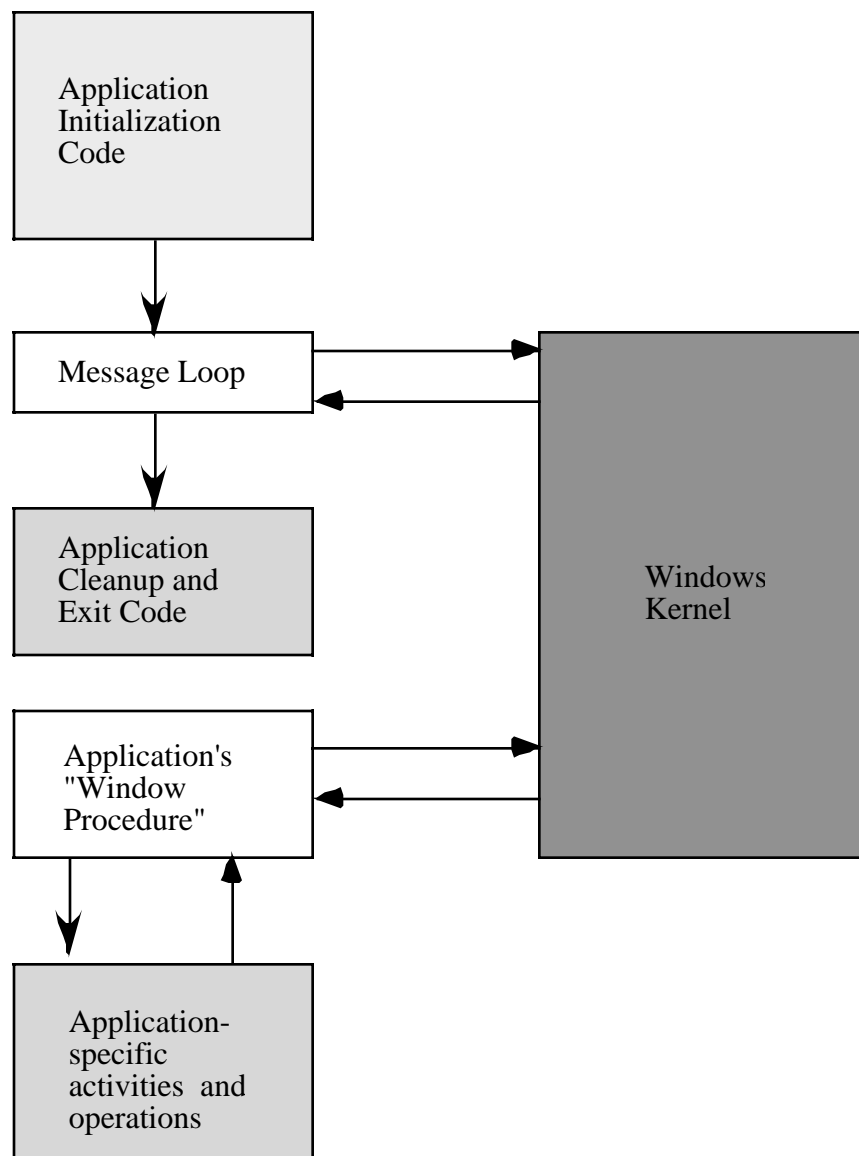 Application
Initialization
Code
Message Loop
Application
Cleanup and
Exit Code
Windows
Kernel
Application's
"Window
Procedure"
Application-
specific
activities  and
operations